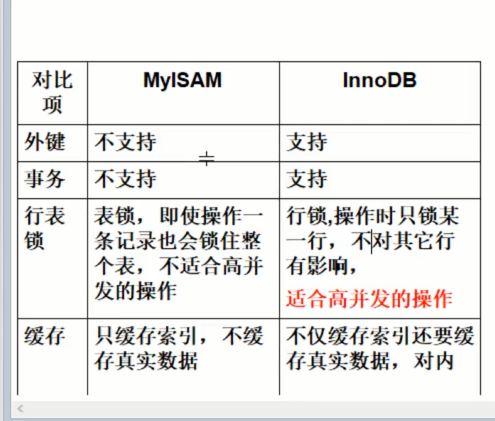 对比项 MyISAM InnoDB
外键 不支持 支持
事务 不支持 支持
行表锁 表锁，即使操作一条记录也会锁住整个表，不适合高并发的操作 行锁,操作时只锁某一行，不对其它行有影响，适合高并发的操作
缓存 只缓存索引，不缓存真实数据 不仅缓存索引还要缓存真实数据，对内